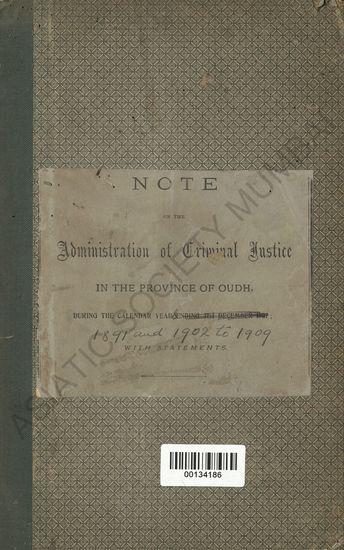 NOTE
ON THE
Administration of Criminal Justice
IN THE PROVINCE OF OUDH,
DURING THE CALENDAR YEAR ENDING 31ST DECEMBER
1891 and 1902 to 1909
WITH STATEMENTS.
ASIATIC SOCIETY MUMBAI
00134186